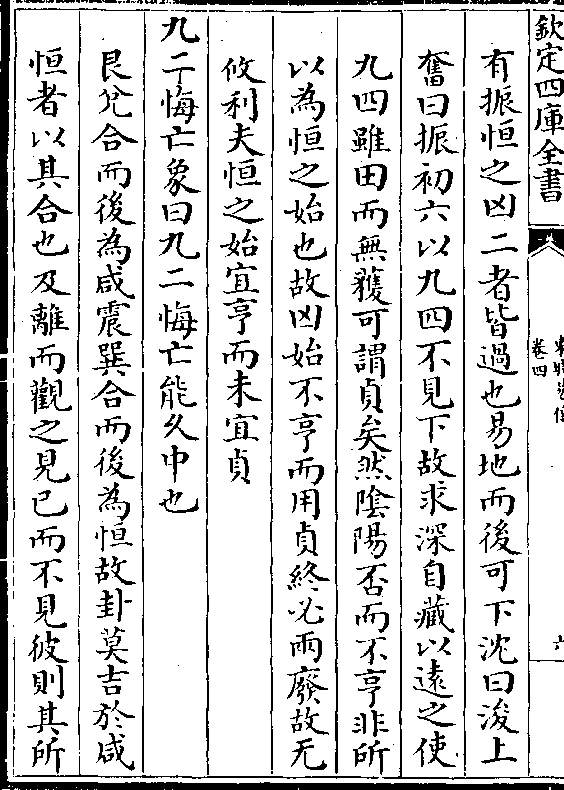 欽定四庫全書
卷四
六
有振恒之凶二者皆過也易地而後可下沈曰浚上
奮曰振初六以九四不見下故求深自藏以遠之使
九四雖田而無獲可謂貞矣然陰陽否而不亨非所
以為恒之始也故凶始不亨而用貞終必兩廢故无
攸利夫恒之始宜亨而未宜貞
九二悔亡象曰九二悔亡能久中也
艮兊合而後為咸震巽合而後為恒故卦莫吉於咸
恒者以其合也及離而觀之見已而不見彼則其所